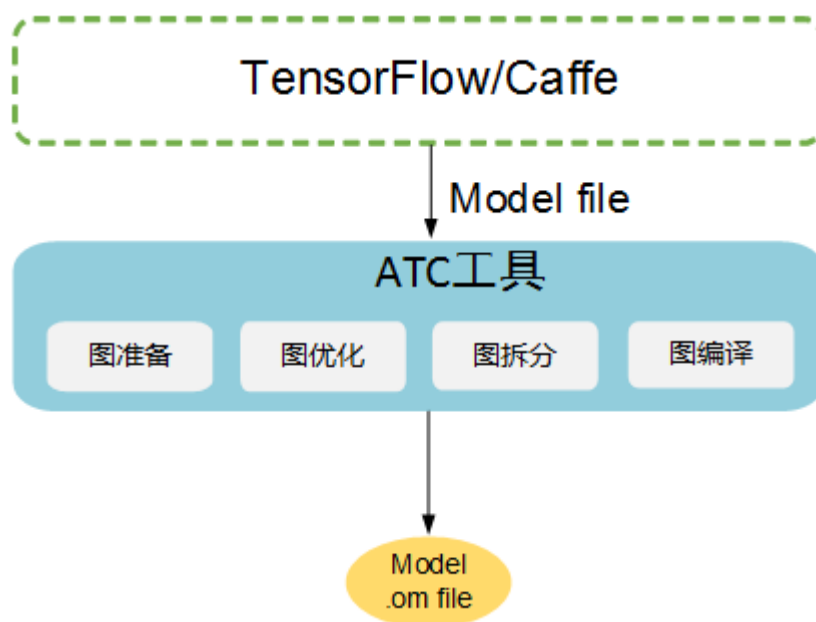 TensorFlow/Caffe
Model file
ATC工具
图准备
图优化
图拆分
图编译
Model
.om file